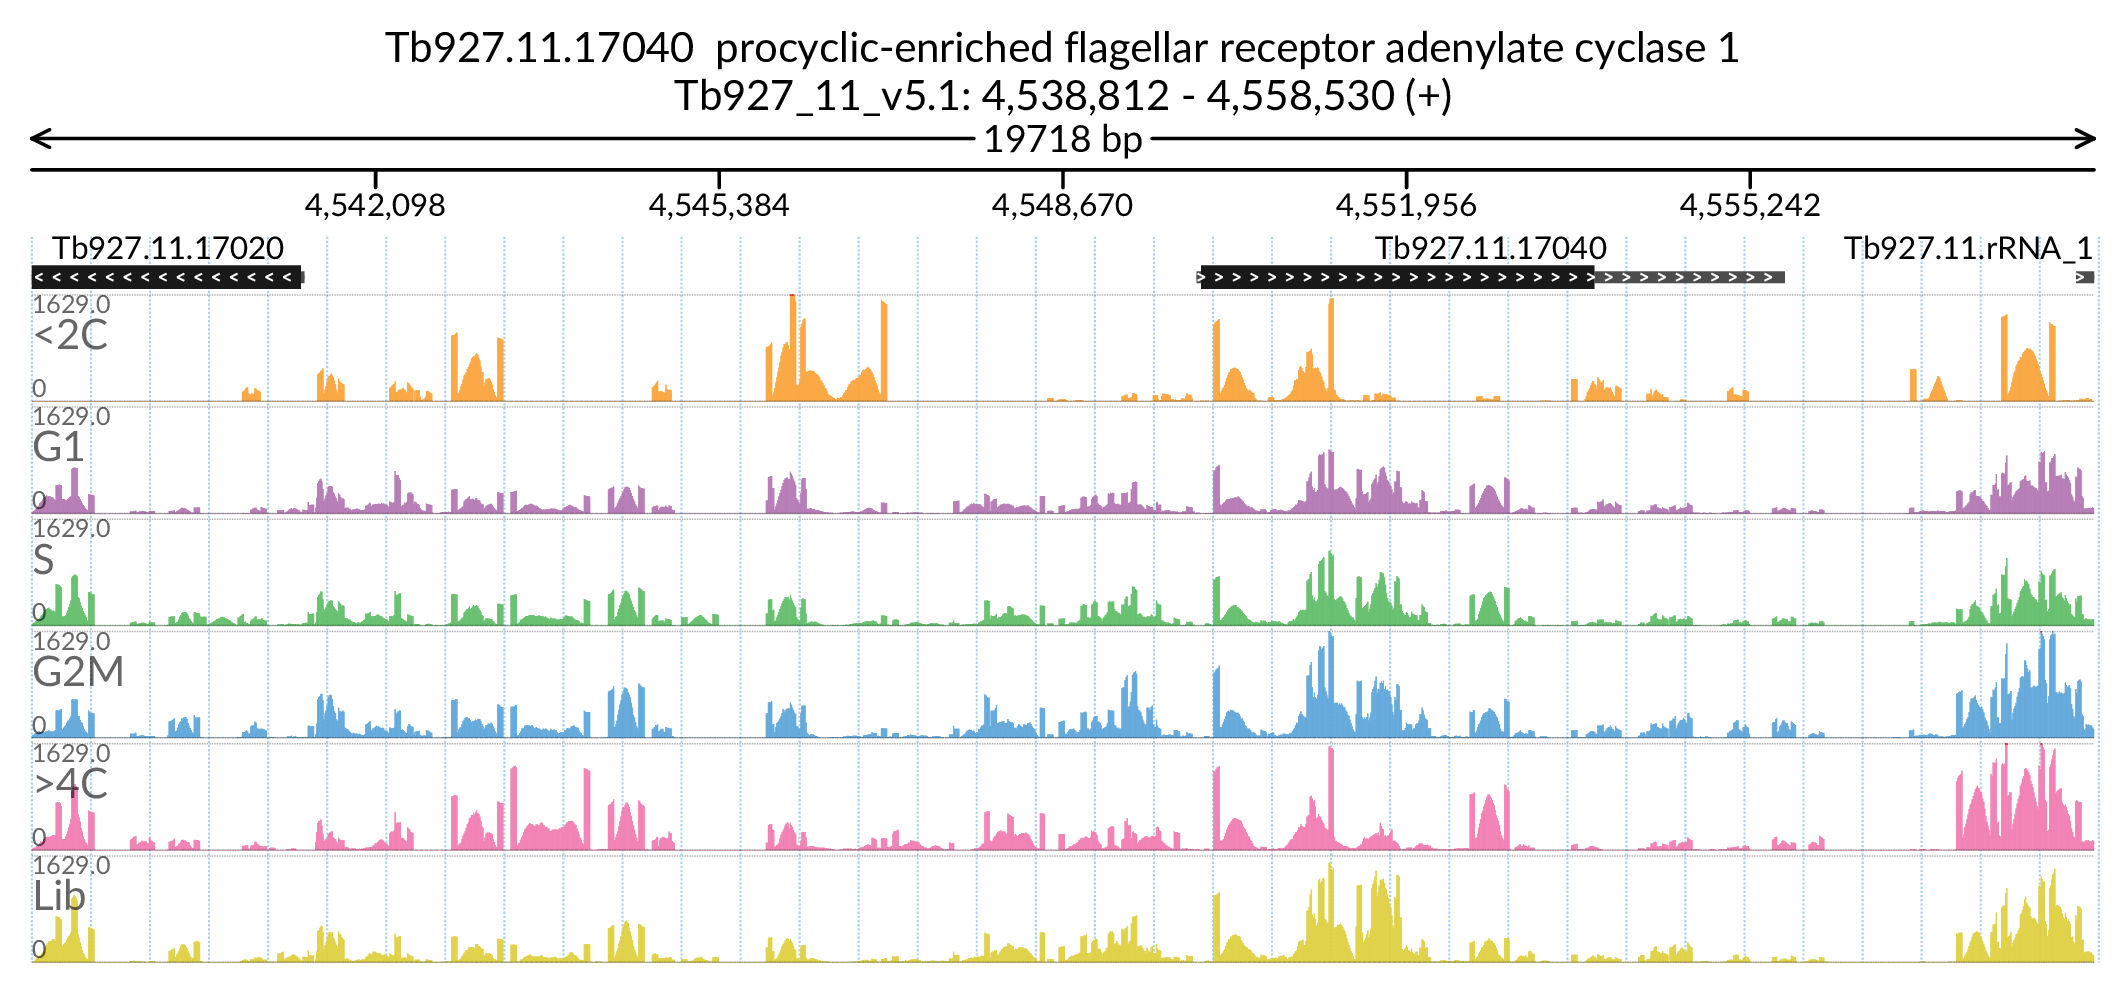 Tb927.11.17040  procyclic-enriched flagellar receptor adenylate cyclase 1
Tb927_11_v5.1: 4,538,812 - 4,558,530 (+)
19718 bp
4,542,098 4,545,384 4,548,670 4,551,956 4,555,242
Tb927.11.17020 Tb927.11.17040 Tb927.11.rRNA_1
1629.0
<2C
0
1629.0
G1
0
1629.0
S
0
1629.0
G2M
0
1629.0
>4C
0
1629.0
Lib
0